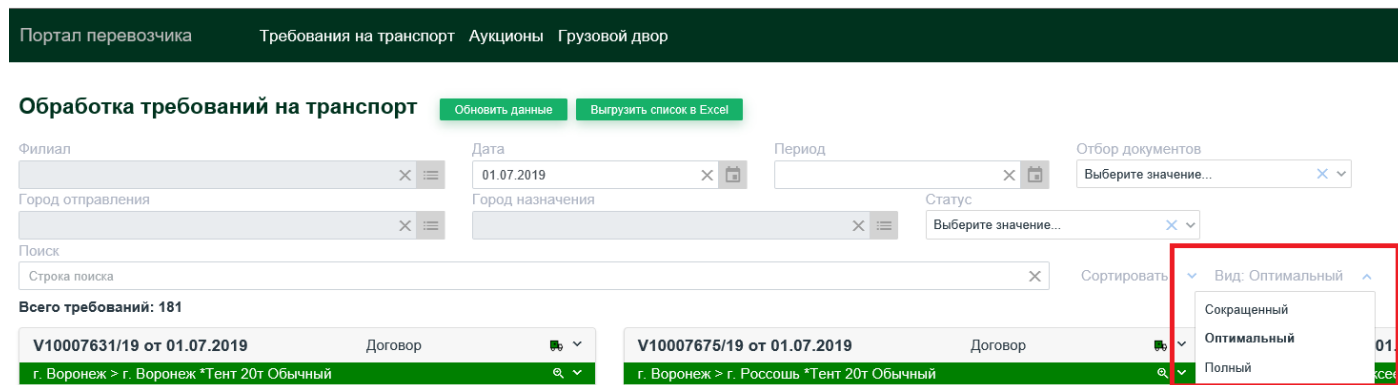 Портал перевозчика Требования на транспорт Аукционы Грузовой двор
Обработка требований на транспорт Обновить данные Выгрузить список в Excel
Филиал Дата Период Отбор документов
01.07.2019 Выберите значение...
Город отправления Город назначения Статус
Выберите значение...
Поиск
Строка поиска Сортировать Вид: Оптимальный
Всего требований: 181 Сокращенный
V10007631/19 от 01.07.2019 Договор V10007675/19 от 01.07.2019 Договор Оптимальный 01.
г. Воронеж > г. Воронеж *Тент 20т Обычный г. Воронеж > г. Россошь *Тент 20т Обычный Полный